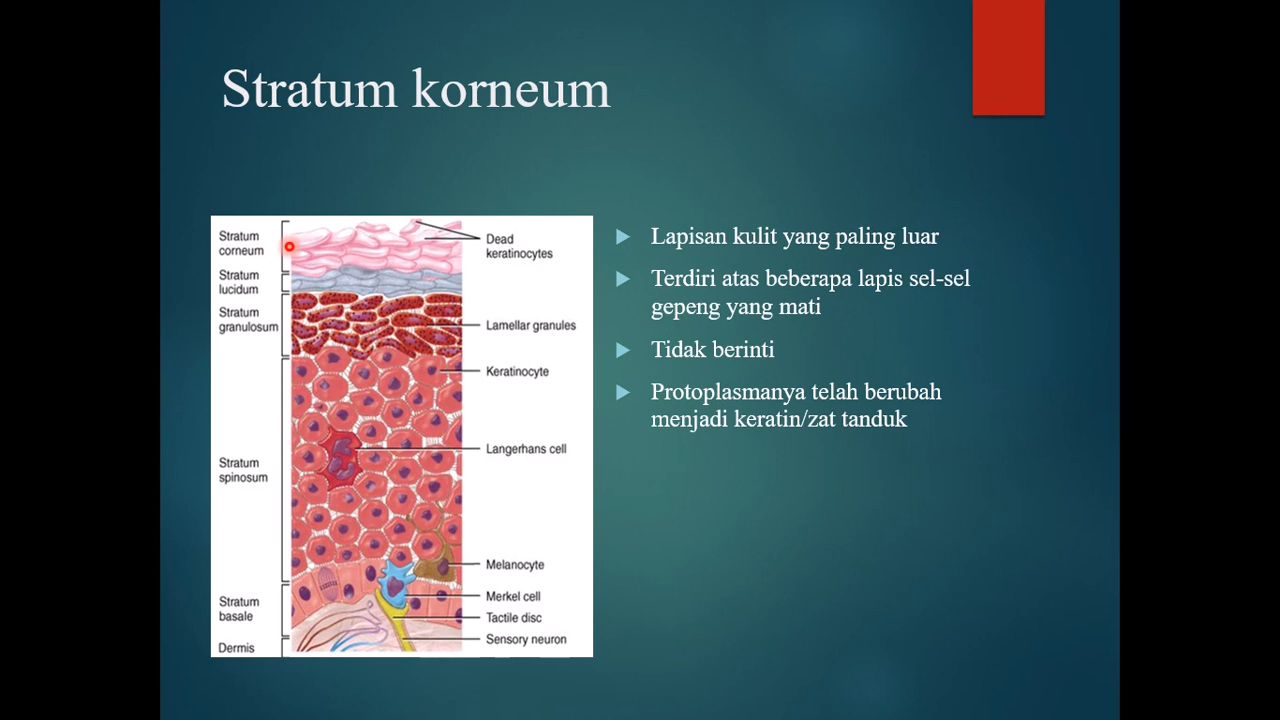 Stratum korneum
Stratum
corneum
Stratum
lucidum
Stratum
granulosum
Stratum
spinosum
Stratum
basale
Dermis
Dead
keratinocytes
Lamellar granules
Keratinocyte
Langerhans cell
Melanocyte
Merkel cell
Tactile disc
Sensory neuron
Lapisan kulit yang paling luar
Terdiri atas beberapa lapis sel-sel
gepeng yang mati
Tidak berinti
Protoplasmanya telah berubah
menjadi keratin/zat tanduk